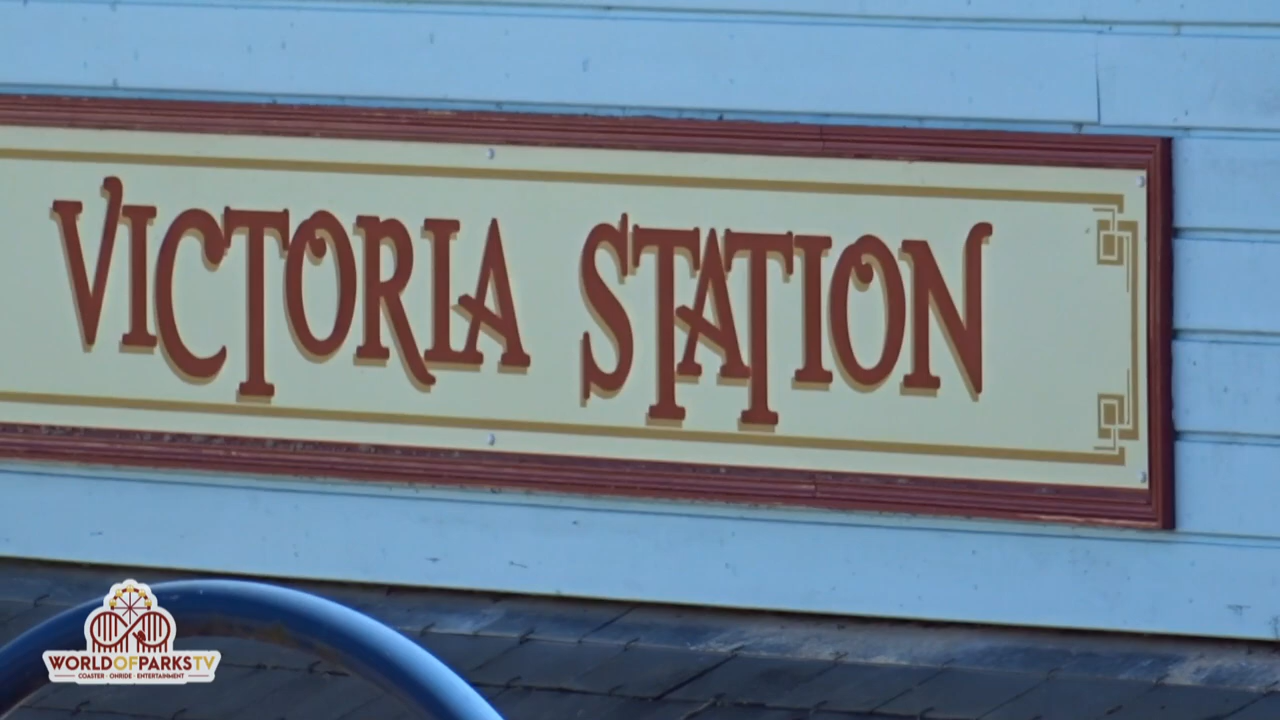 VICTORIA STATION
WORLDOFPARKSTV
COASTER · ONRIDE · ENTERTAINMENT